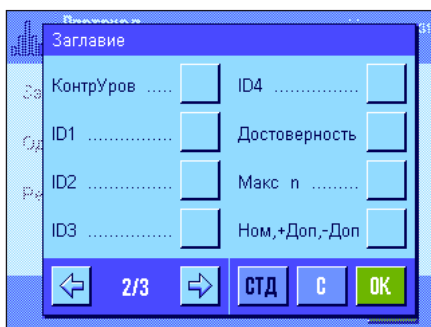 Заглавие
КонтрУров .....
ID1 ...............
ID2 ...............
ID3 ...............
ID4 ...............
Достоверность
Макс n .........
Ном,+Доп,-Доп
2/3
СТД
C
OK